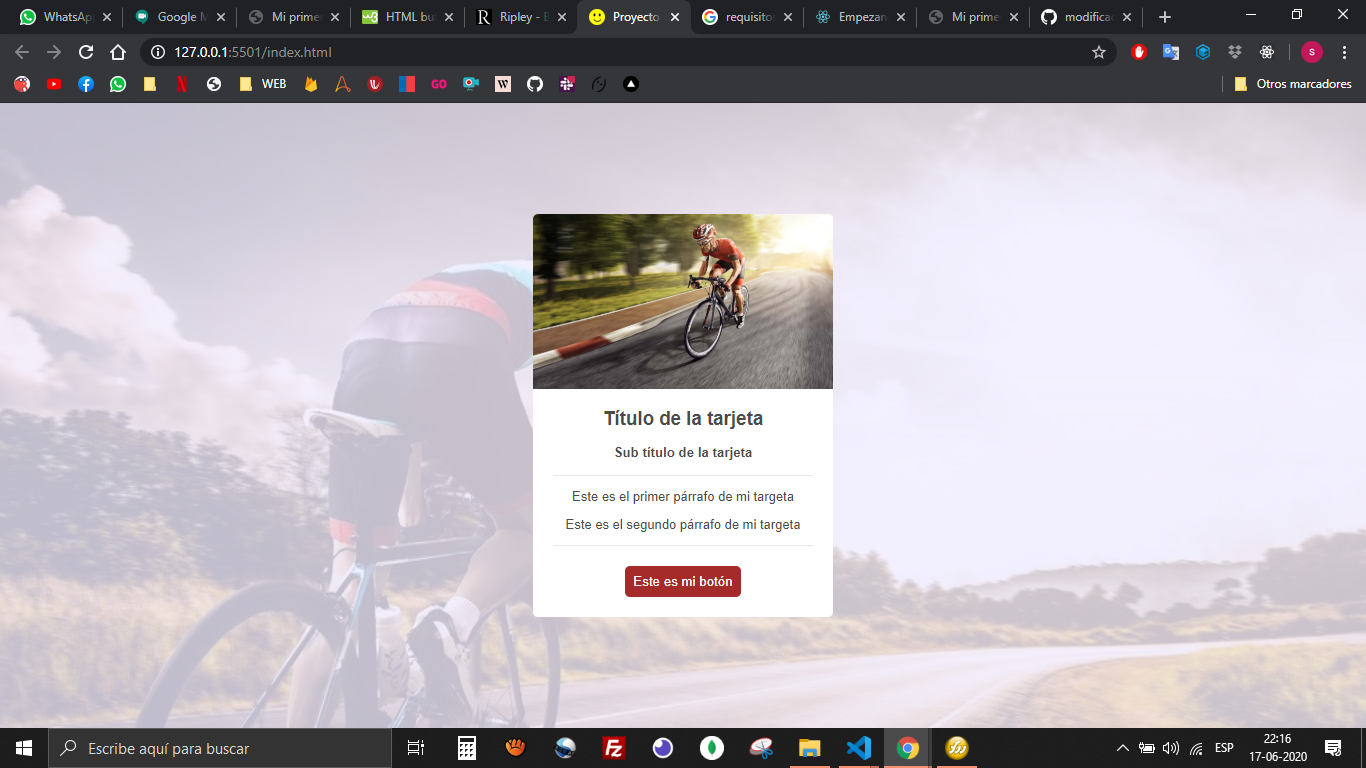 WhatsApp
Google M
Mi prime
HTML bu
Ripley - E
Proyecto
requisito
Empezan
Mi prime
modifica
127.0.0.1:5501/index.html
s
WEB
GO
Otros marcadores
Título de la tarjeta
Sub título de la tarjeta
Este es el primer párrafo de mi targeta
Este es el segundo párrafo de mi targeta
Este es mi botón
Escribe aquí para buscar
ESP
22:16
17-06-2020